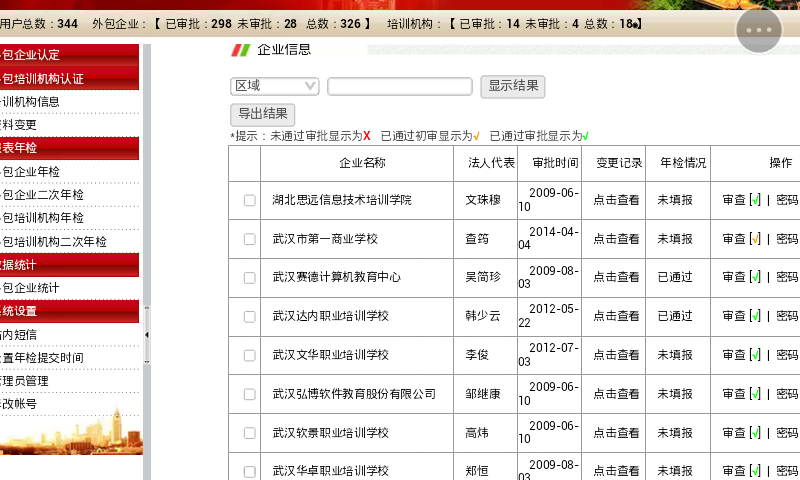 用户总数：344 外包企业：【 已审批：298 未审批：28 总数：326 】 培训机构：【 已审批：14 未审批：4 总数：18 】
包企业认定
包培训机构认证
训机构信息
料变更
表年检
包企业年检
包企业二次年检
包培训机构年检
包培训机构二次年检
据统计
包企业统计
统设置
内短信
置年检提交时间
理员管理
改帐号
企业信息
区域 显示结果
导出结果
*提示：未通过审批显示为X 已通过初审显示为√ 已通过审批显示为√
企业名称 法人代表 审批时间 变更记录 年检情况 操作
湖北思远信息技术培训学院 文珠穆 2009-06-10 点击查看 未填报 审查 [√] | 密码
武汉市第一商业学校 查筠 2014-04-04 点击查看 未填报 审查 [√] | 密码
武汉赛德计算机教育中心 吴简珍 2009-08-03 点击查看 已通过 审查 [√] | 密码
武汉达内职业培训学校 韩少云 2012-05-22 点击查看 已通过 审查 [√] | 密码
武汉文华职业培训学校 李俊 2012-07-03 点击查看 未填报 审查 [√] | 密码
武汉弘博软件教育股份有限公司 邹继康 2009-06-10 点击查看 未填报 审查 [√] | 密码
武汉软景职业培训学校 高炜 2009-06-10 点击查看 未填报 审查 [√] | 密码
武汉华卓职业培训学校 郑恒 2009-08-03 点击查看 未填报 审查 [√] | 密码